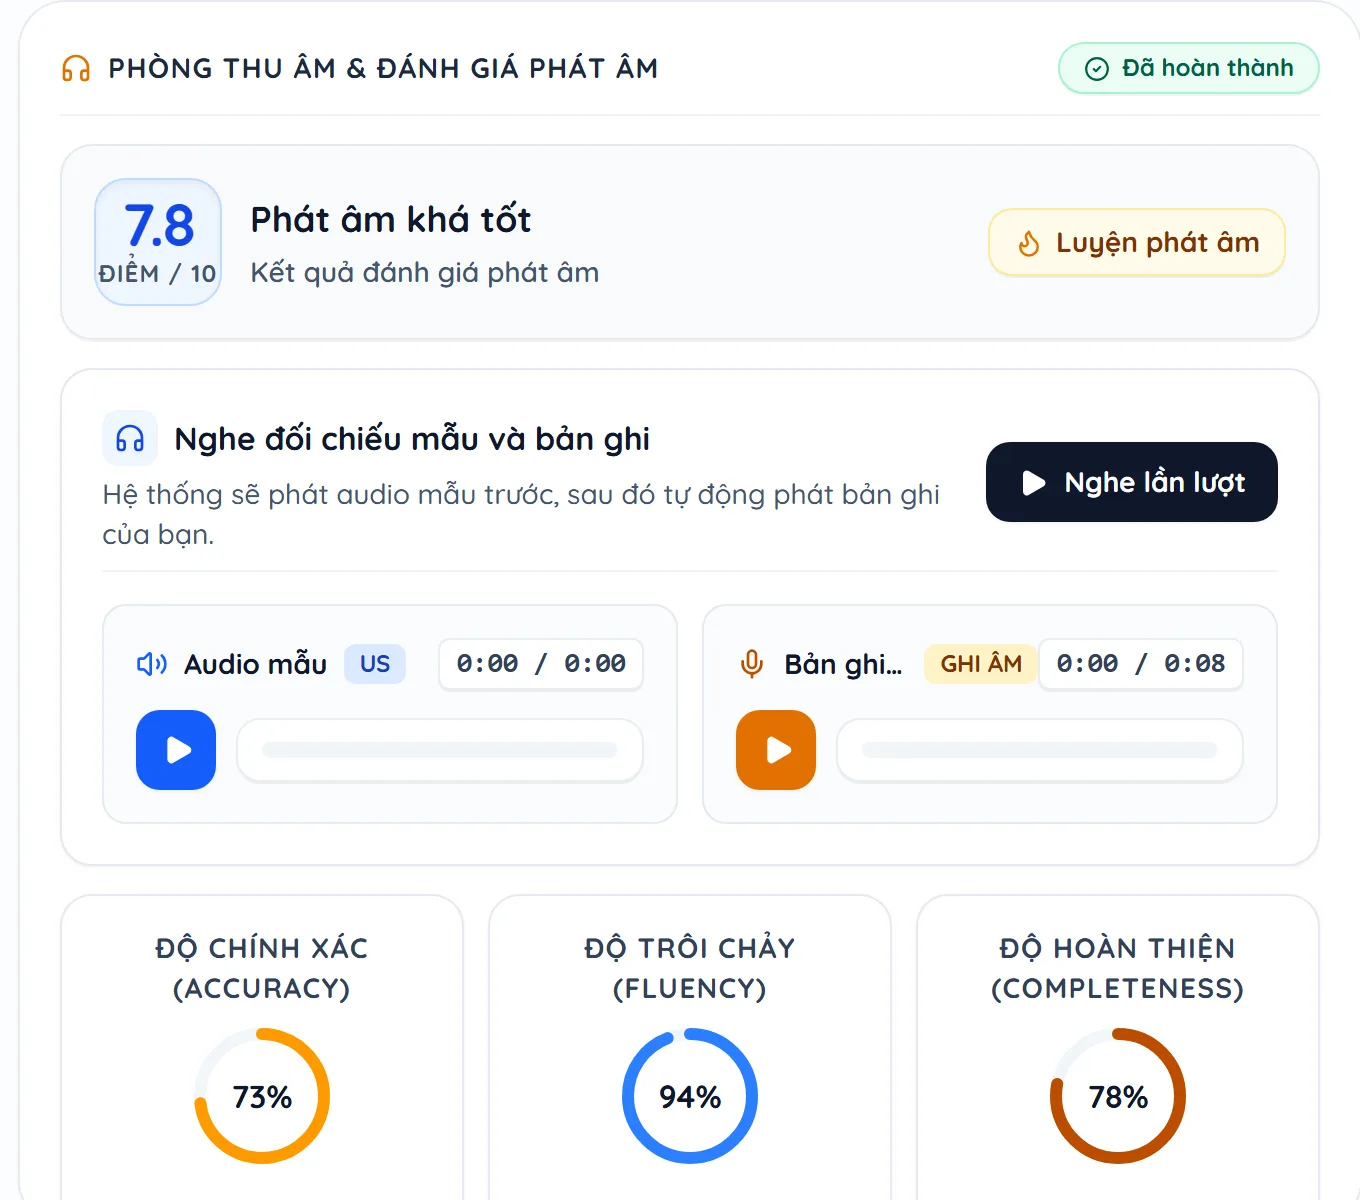 PHÒNG THU ÂM & ĐÁNH GIÁ PHÁT ÂM
Đã hoàn thành
7.8
ĐIỂM / 10
Phát âm khá tốt
Kết quả đánh giá phát âm
Luyện phát âm
Nghe đối chiếu mẫu và bản ghi
Hệ thống sẽ phát audio mẫu trước, sau đó tự động phát bản ghi
của bạn.
Nghe lần lượt
Audio mẫu US 0:00 / 0:00
Bản ghi... GHI ÂM 0:00 / 0:08
ĐỘ CHÍNH XÁC
(ACCURACY)
73%
ĐỘ TRÔI CHẢY
(FLUENCY)
94%
ĐỘ HOÀN THIỆN
(COMPLETENESS)
78%